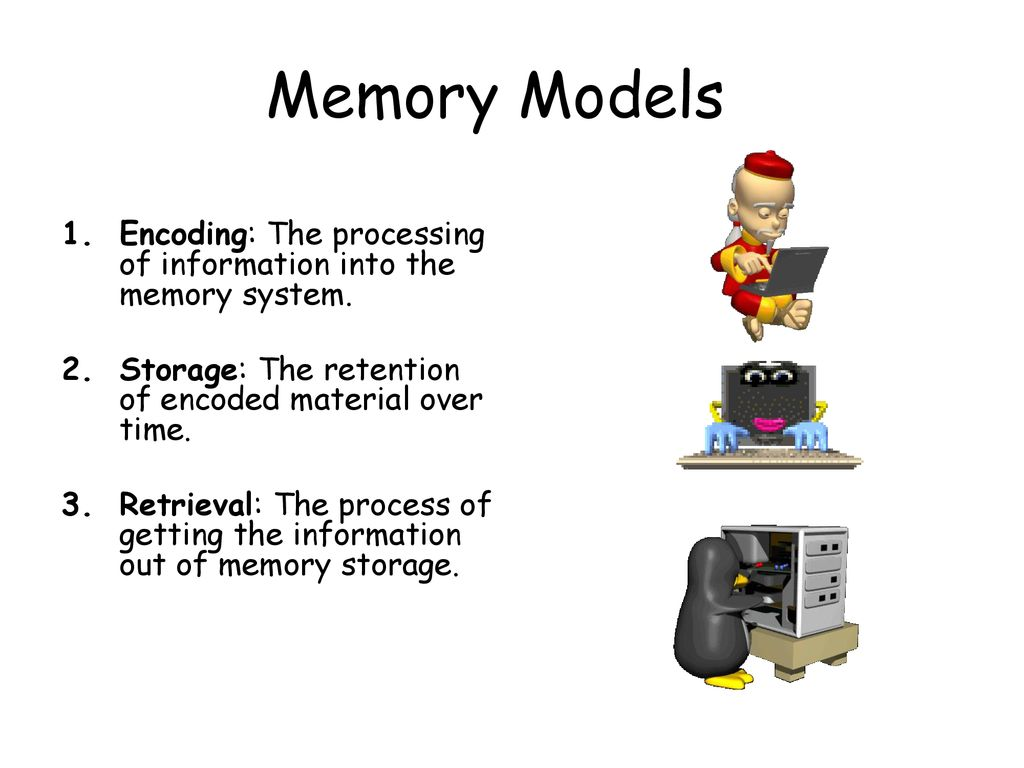 Memory Models
1. Encoding: The processing
of information into the
memory system.
2. Storage: The retention
of encoded material over
time.
3. Retrieval: The process of
getting the information
out of memory storage.